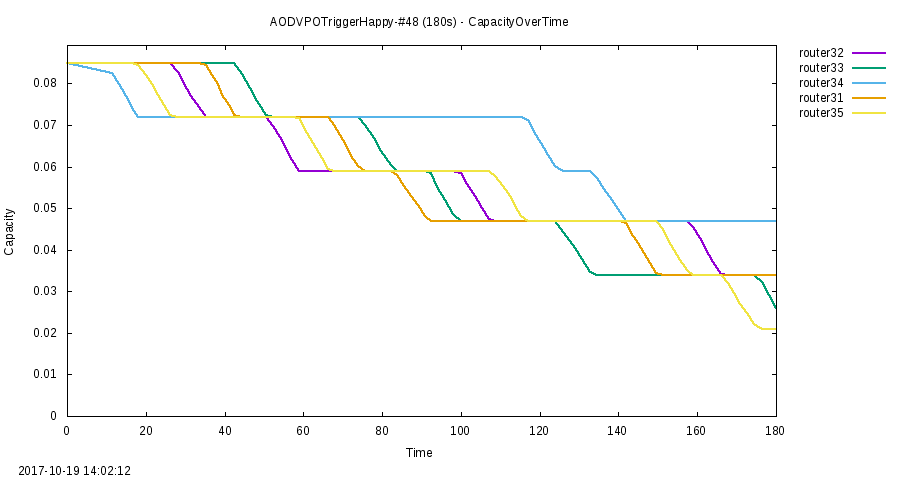 AODVPOTriggerHappy-#48 (180s) - CapacityOverTime
router32
router33
router34
router31
router35
0.08
0.07
0.06
0.05
0.04
0.03
0.02
0.01
0
Capacity
0 20 40 60 80 100 120 140 160 180
Time
2017-10-19 14:02:12